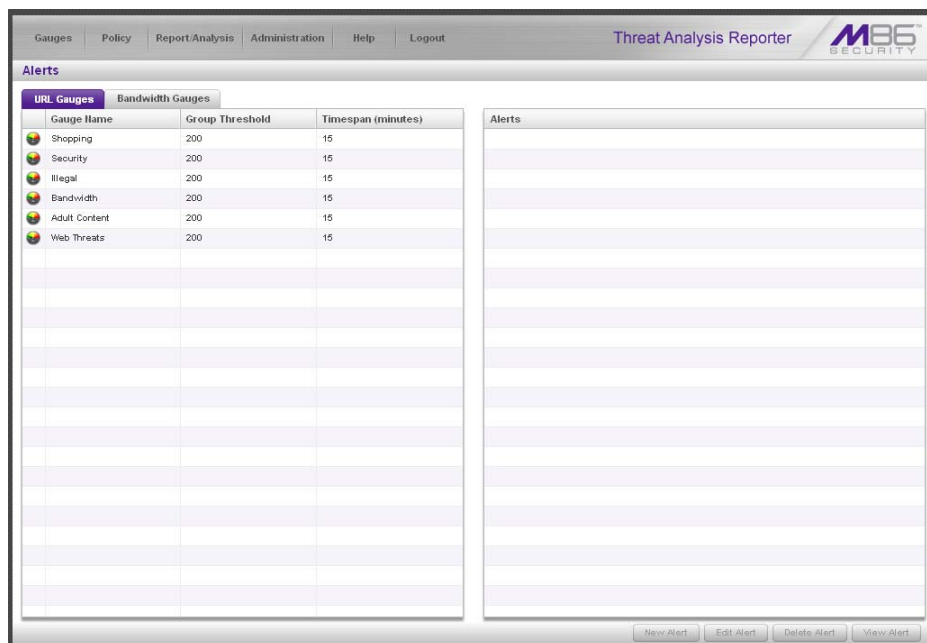 Gauges Policy Report/Analysis Administration Help Logout Threat Analysis Reporter M86™ SECURITY
Alerts
URL Gauges Bandwidth Gauges
Gauge Name Group Threshold Timespan (minutes) Alerts
Shopping 200 15
Security 200 15
Illegal 200 15
Bandwidth 200 15
Adult Content 200 15
Web Threats 200 15
New Alert Edit Alert Delete Alert View Alert